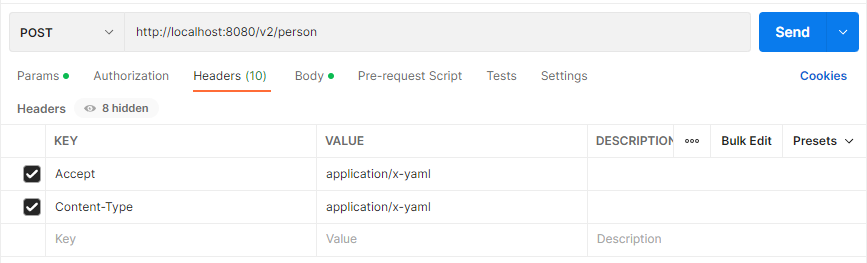 POST http://localhost:8080/v2/person Send
Params Authorization Headers (10) Body Pre-request Script Tests Settings Cookies
Headers 8 hidden
KEY VALUE DESCRIPTION Bulk Edit Presets
Accept application/x-yaml
Content-Type application/x-yaml
Key Value Description